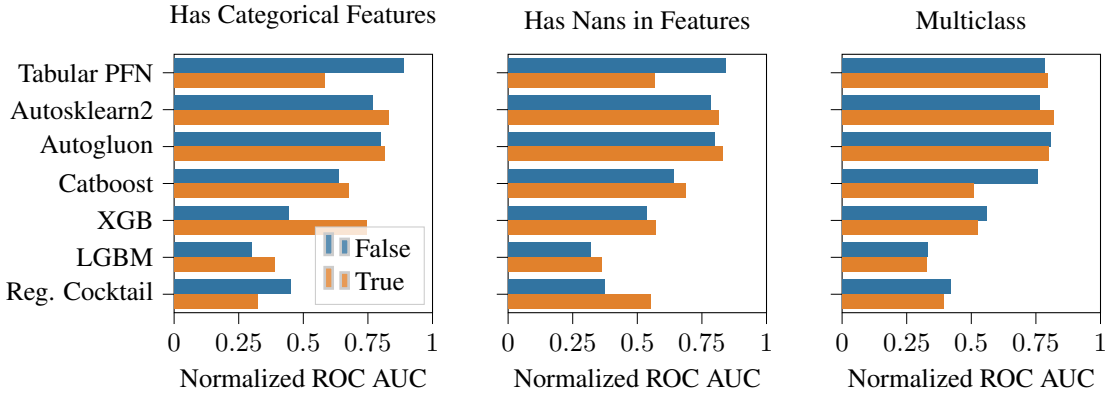 Has Categorical Features
Has Nans in Features
Multiclass
Tabular PFN
Autosklearn2
Autogluon
Catboost
XGB
LGBM
Reg. Cocktail
False
True
0 0.25 0.5 0.75 1
0 0.25 0.5 0.75 1
0 0.25 0.5 0.75 1
Normalized ROC AUC
Normalized ROC AUC
Normalized ROC AUC